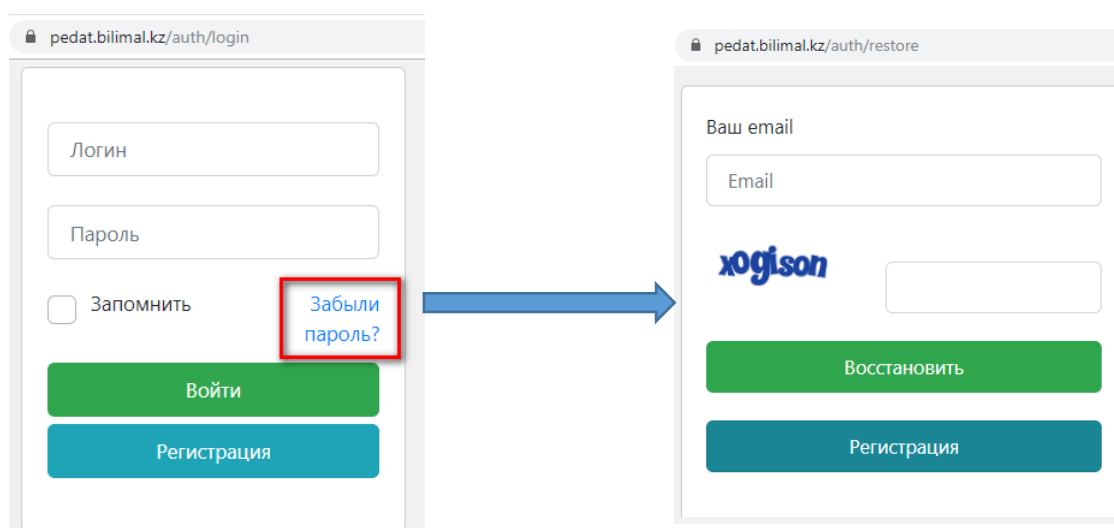 pedat.bilimal.kz/auth/login
Логин
Пароль
Запомнить
Забыли
пароль?
Войти
Регистрация
pedat.bilimal.kz/auth/restore
Ваш email
Email
xogison
Восстановить
Регистрация